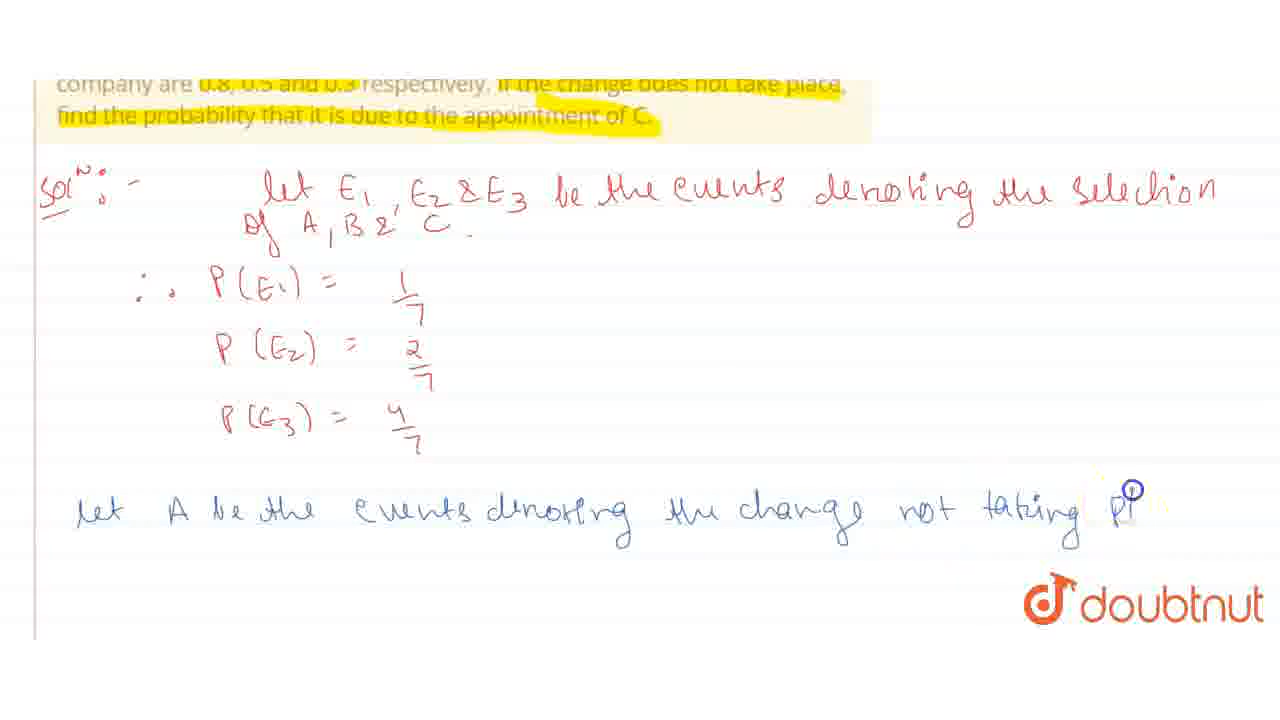 company are 0.8, 0.5 and 0.3 respectively. If the change does not take place,
find the probability that it is due to the appointment of C.
Solⁿ:- let E1, E2 & E3 be the events denoting the selection
of A, B & C.
∴ P(E1) = 1/7
P(E2) = 2/7
P(E3) = 4/7
let A be the events denoting the change not taking pl
doubtnut